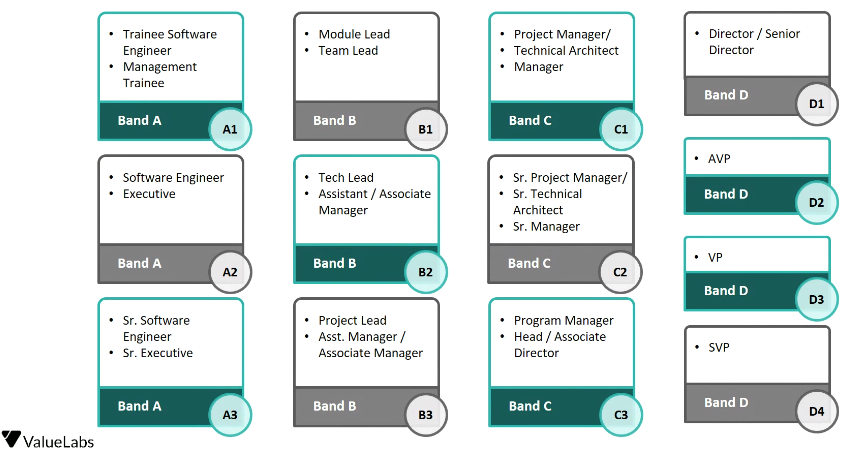 • Trainee Software
Engineer
• Management
Trainee
Band A
A1
• Software Engineer
• Executive
Band A
A2
• Sr. Software
Engineer
• Sr. Executive
Band A
A3
• Module Lead
• Team Lead
Band B
B1
• Tech Lead
• Assistant / Associate
Manager
Band B
B2
• Project Lead
• Asst. Manager /
Associate Manager
Band B
B3
• Project Manager/
• Technical Architect
• Manager
Band C
C1
• Sr. Project Manager/
• Sr. Technical
Architect
• Sr. Manager
Band C
C2
• Program Manager
• Head / Associate
Director
Band C
C3
• Director / Senior
Director
Band D
D1
• AVP
Band D
D2
• VP
Band D
D3
• SVP
Band D
D4
ValueLabs